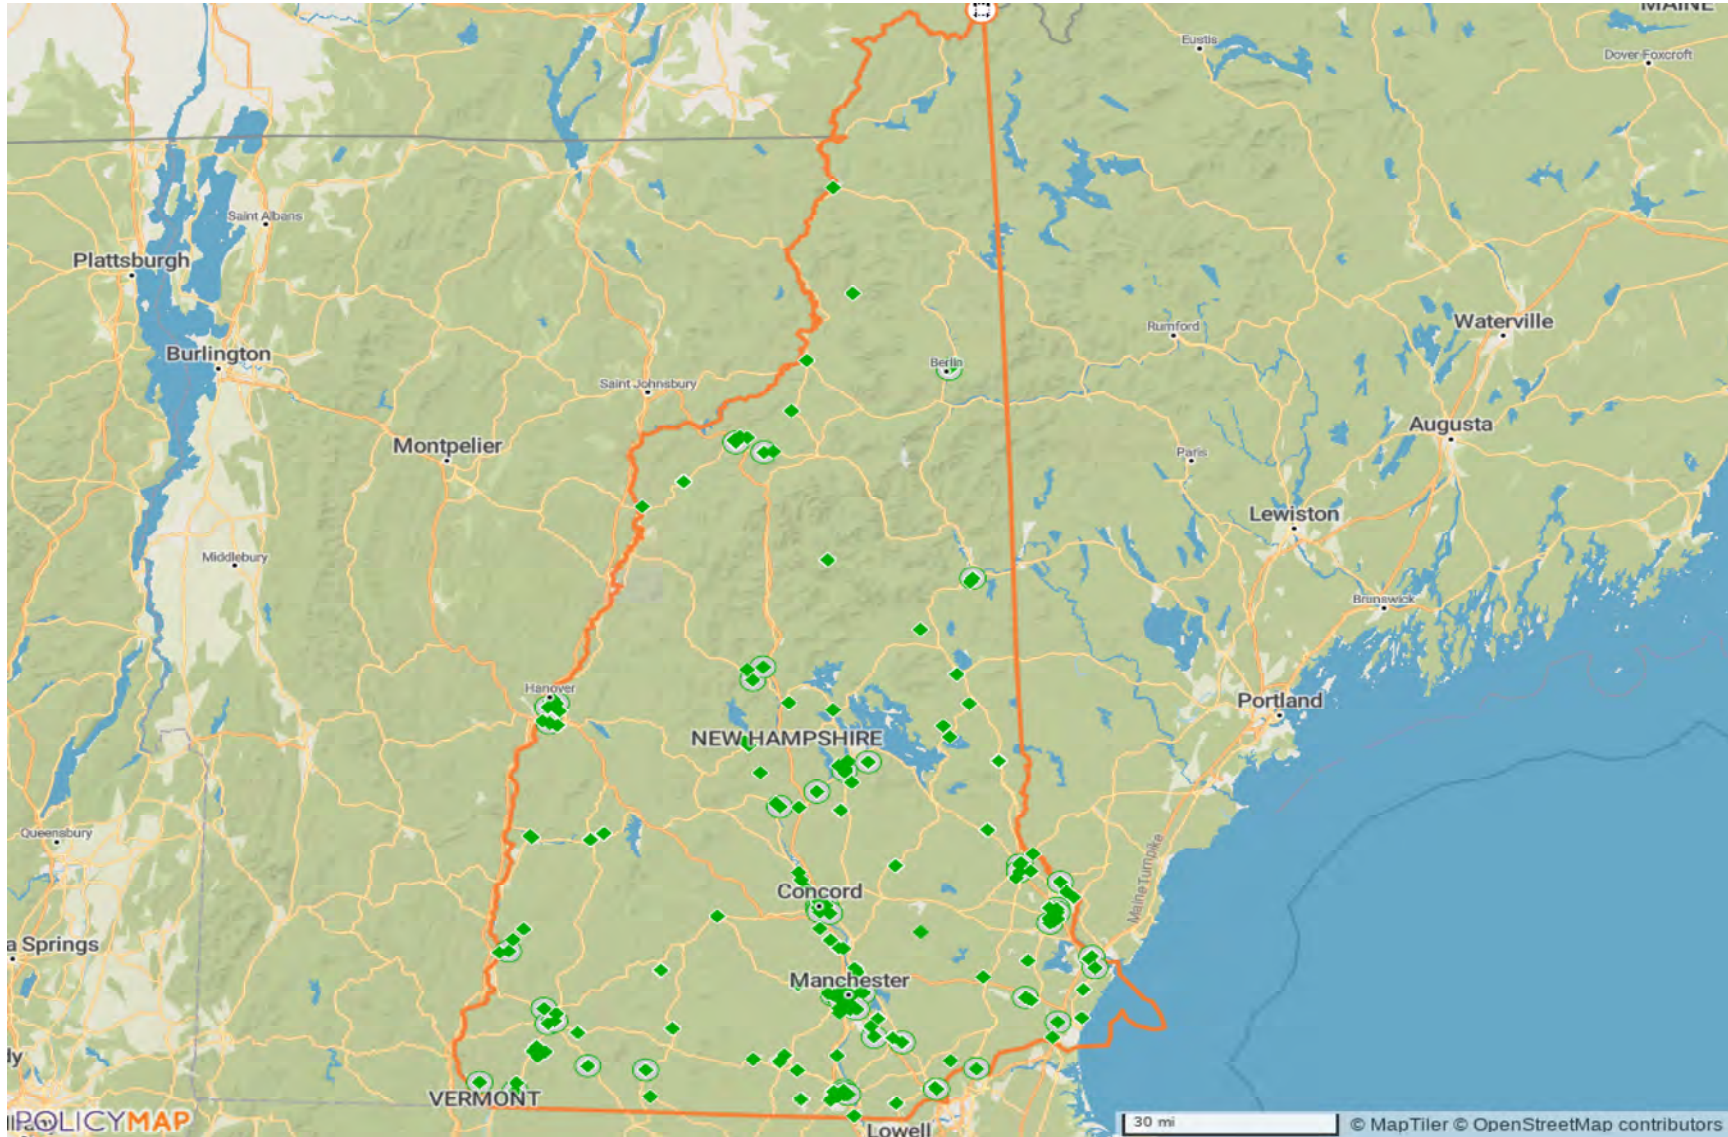 MAINE
Eustis
Dover-Foxcroft
Saint Albans
Plattsburgh
Waterville
Rumford
Burlington
Berlin
Saint Johnsbury
Augusta
Montpelier
Paris
Lewiston
Middlebury
Brunswick
Hanover
Portland
NEW HAMPSHIRE
Queensbury
Maine Turnpike
Concord
a Springs
Manchester
dy
VERMONT
POLICYMAP
Lowell
30 mi
© MapTiler © OpenStreetMap contributors